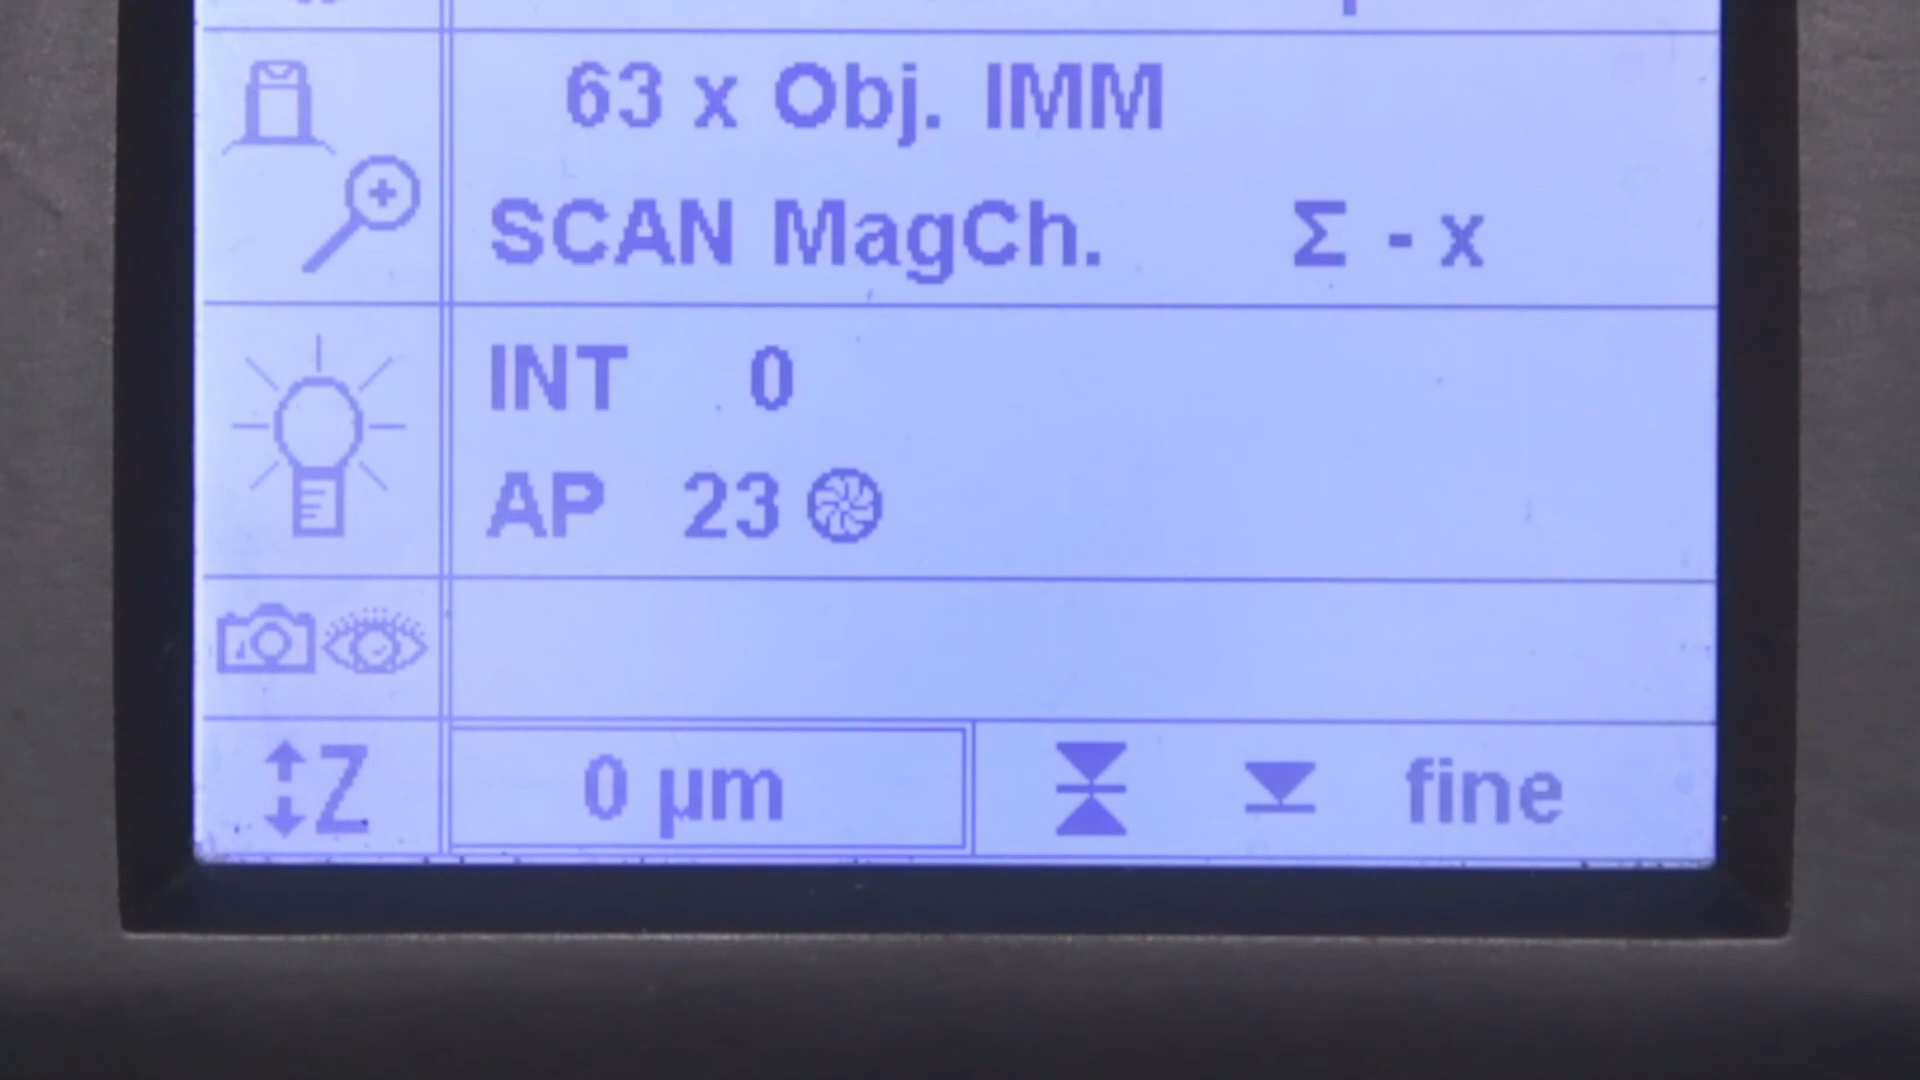 63 x Obj. IMM
SCAN MagCh. Σ - x
INT 0
AP 23
Z 0 µm fine